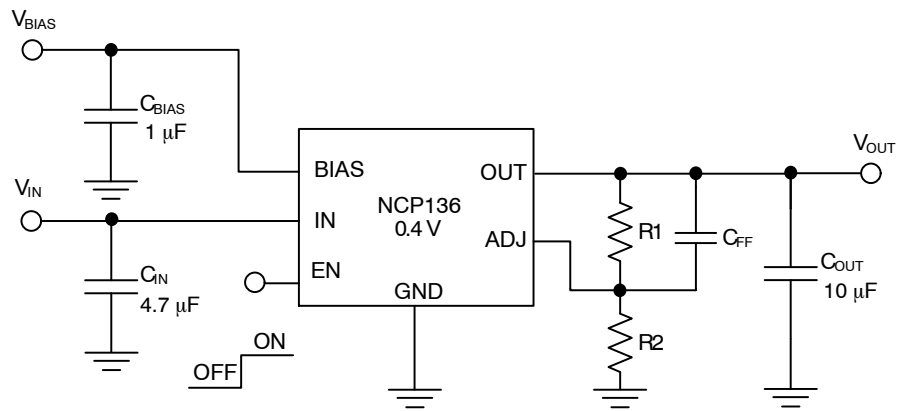 VBIAS
CBIAS
1 μF
VIN
CIN
4.7 μF
BIAS
IN
EN
NCP136
0.4 V
OUT
ADJ
GND
OFF
ON
R1
CFF
R2
VOUT
COUT
10 μF